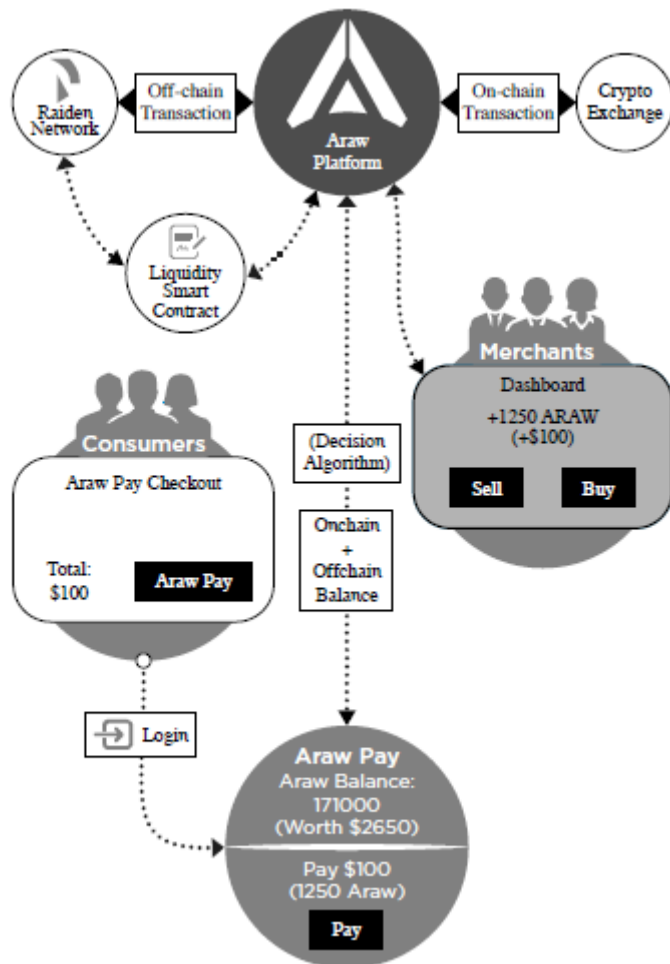 Off-chain
Transaction
Raiden
Network
Araw
Platform
On-chain
Transaction
Crypto
Exchange
Liquidity
Smart
Contract
Merchants
Dashboard
+1250 ARAW
(+$100)
Sell
Buy
Consumers
Araw Pay Checkout
Total:
$100
Araw Pay
(Decision
Algorithm)
Onchain
+
Offchain
Balance
Login
Araw Pay
Araw Balance:
171000
(Worth $2650)
Pay $100
(1250 Araw)
Pay